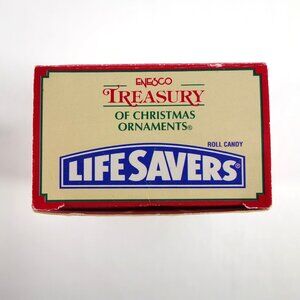 ENESCO
TREASURY
OF CHRISTMAS
ORNAMENTS®
ROLL CANDY
LIFE SAVERS®